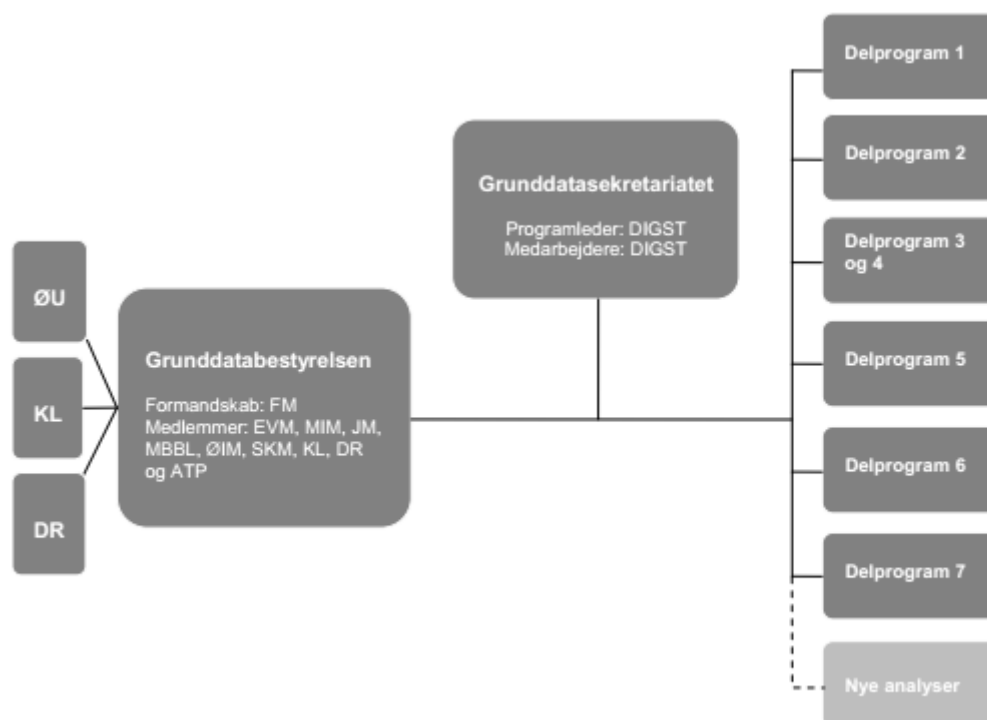 ØU
KL
DR
Grunddatabestyrelsen
Formandskab: FM
Medlemmer: EVM, MIM, JM,
MBBL, ØIM, SKM, KL, DR
og ATP
Grunddatasekretariatet
Programleder: DIGST
Medarbejdere: DIGST
Delprogram 1
Delprogram 2
Delprogram 3
og 4
Delprogram 5
Delprogram 6
Delprogram 7
Nye analyser